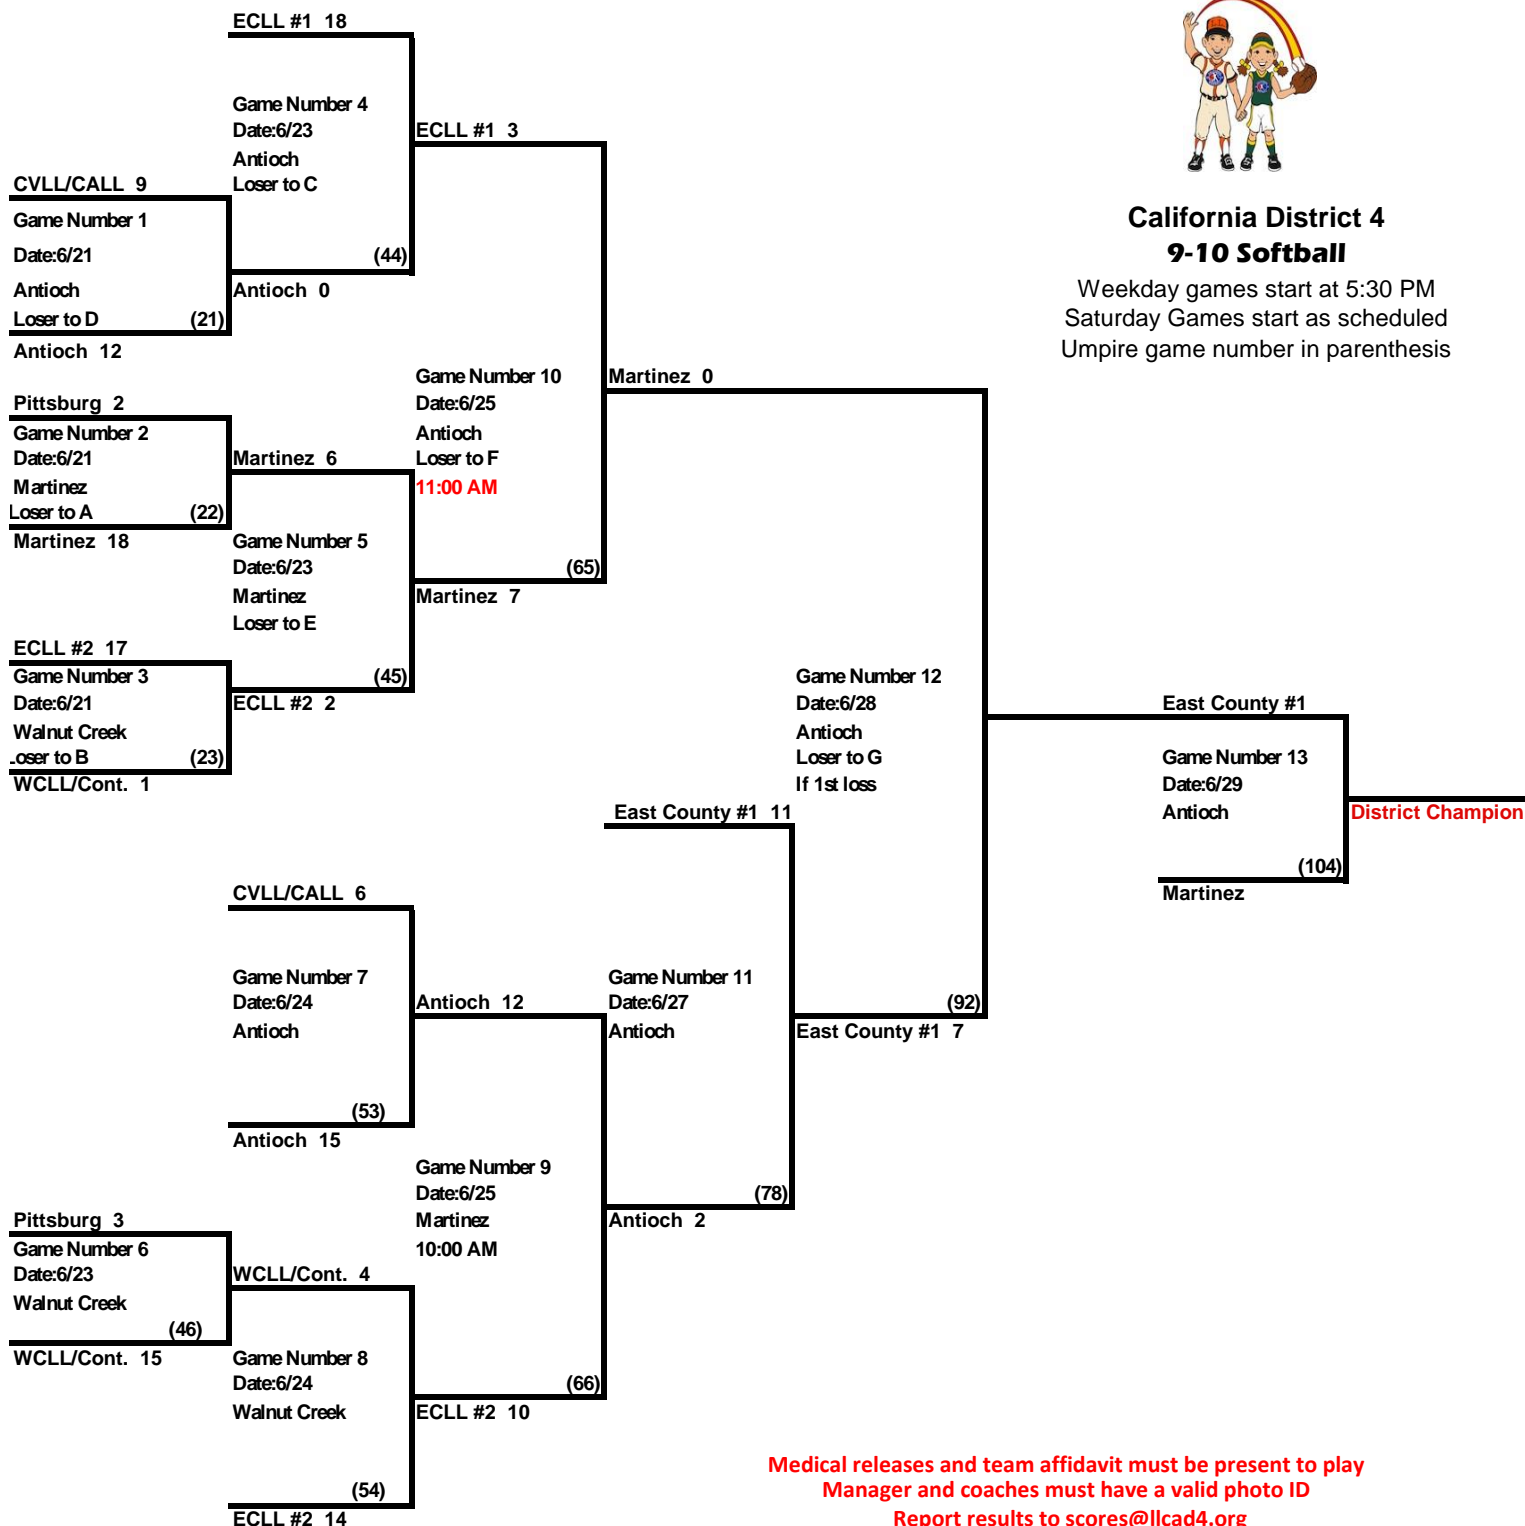 ECLL #1 18
Game Number 4
Date:6/23
Antioch
Loser to C
(44)
ECLL #1 3
CVLL/CALL 9
Game Number 1
Date:6/21
Antioch
Loser to D
(21)
Antioch 12
Antioch 0
Pittsburg 2
Game Number 2
Date:6/21
Martinez
Loser to A
(22)
Martinez 18
Martinez 6
Game Number 5
Date:6/23
Martinez
Loser to E
(45)
ECLL #2 17
Game Number 3
Date:6/21
Walnut Creek
Loser to B
(23)
WCLL/Cont. 1
ECLL #2 2
Game Number 10
Date:6/25
Antioch
Loser to F
11:00 AM
(65)
Martinez 7
Martinez 0
California District 4
9-10 Softball
Weekday games start at 5:30 PM
Saturday Games start as scheduled
Umpire game number in parenthesis
Game Number 12
Date:6/28
Antioch
Loser to G
If 1st loss
(92)
East County #1
Game Number 13
Date:6/29
Antioch
(104)
Martinez
District Champion
East County #1 11
Game Number 11
Date:6/27
Antioch
(78)
East County #1 7
CVLL/CALL 6
Game Number 7
Date:6/24
Antioch
(53)
Antioch 15
Antioch 12
Game Number 9
Date:6/25
Martinez
10:00 AM
(66)
Antioch 2
Pittsburg 3
Game Number 6
Date:6/23
Walnut Creek
(46)
WCLL/Cont. 15
WCLL/Cont. 4
Game Number 8
Date:6/24
Walnut Creek
(54)
ECLL #2 14
ECLL #2 10
Medical releases and team affidavit must be present to play
Manager and coaches must have a valid photo ID
Report results to scores@llcad4.org